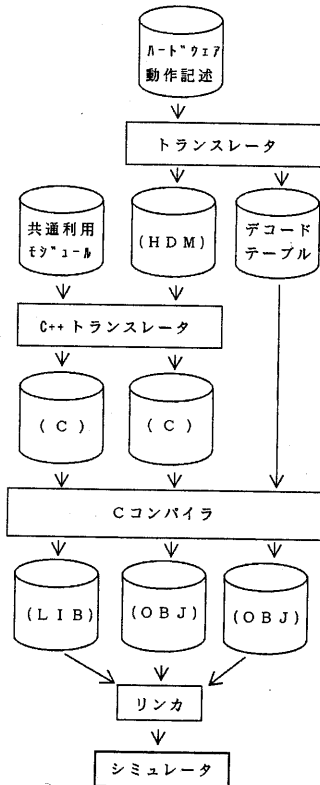 ハードウェア
動作記述
トランスレータ
共通利用
モジュール
(HDM)
デコード
テーブル
C++トランスレータ
(C)
(C)
Cコンパイラ
(LIB)
(OBJ)
(OBJ)
リンカ
シミュレータ